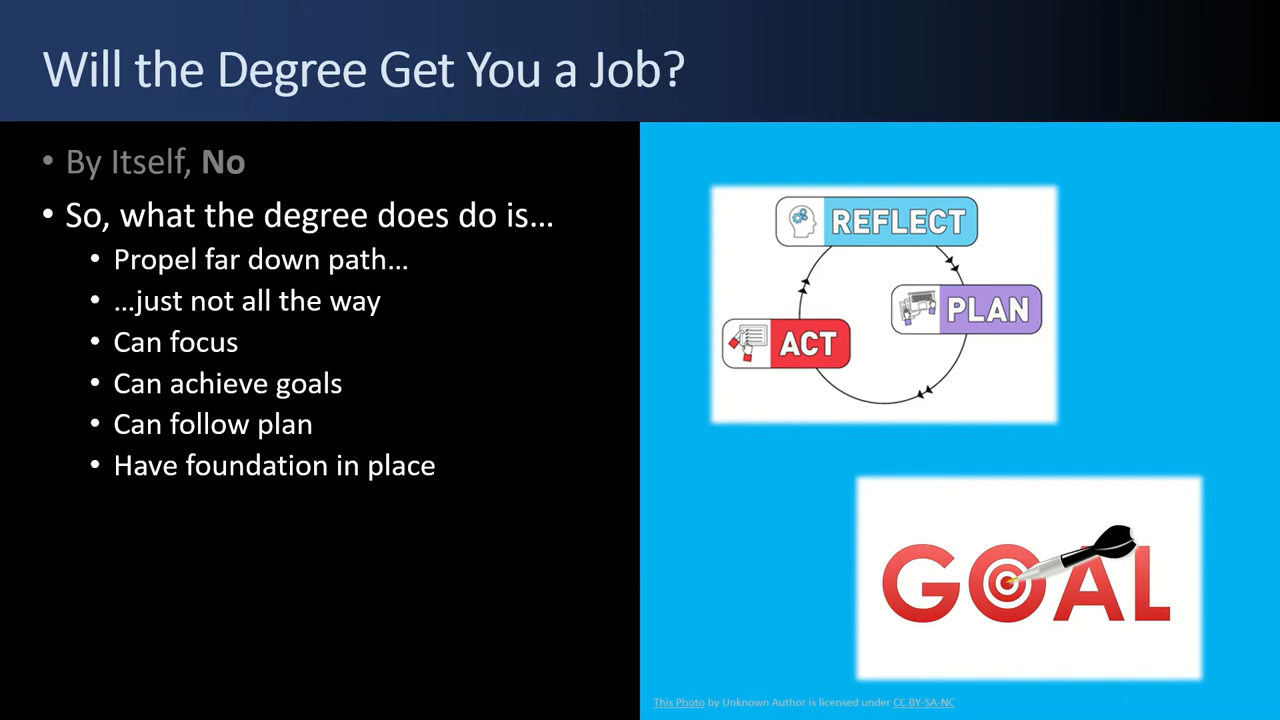 Will the Degree Get You a Job?
• By Itself, No
• So, what the degree does do is...
• Propel far down path...
• ...just not all the way
• Can focus
• Can achieve goals
• Can follow plan
• Have foundation in place
REFLECT
PLAN
ACT
GOAL
This Photo by Unknown Author is licensed under CC BY-SA-NC